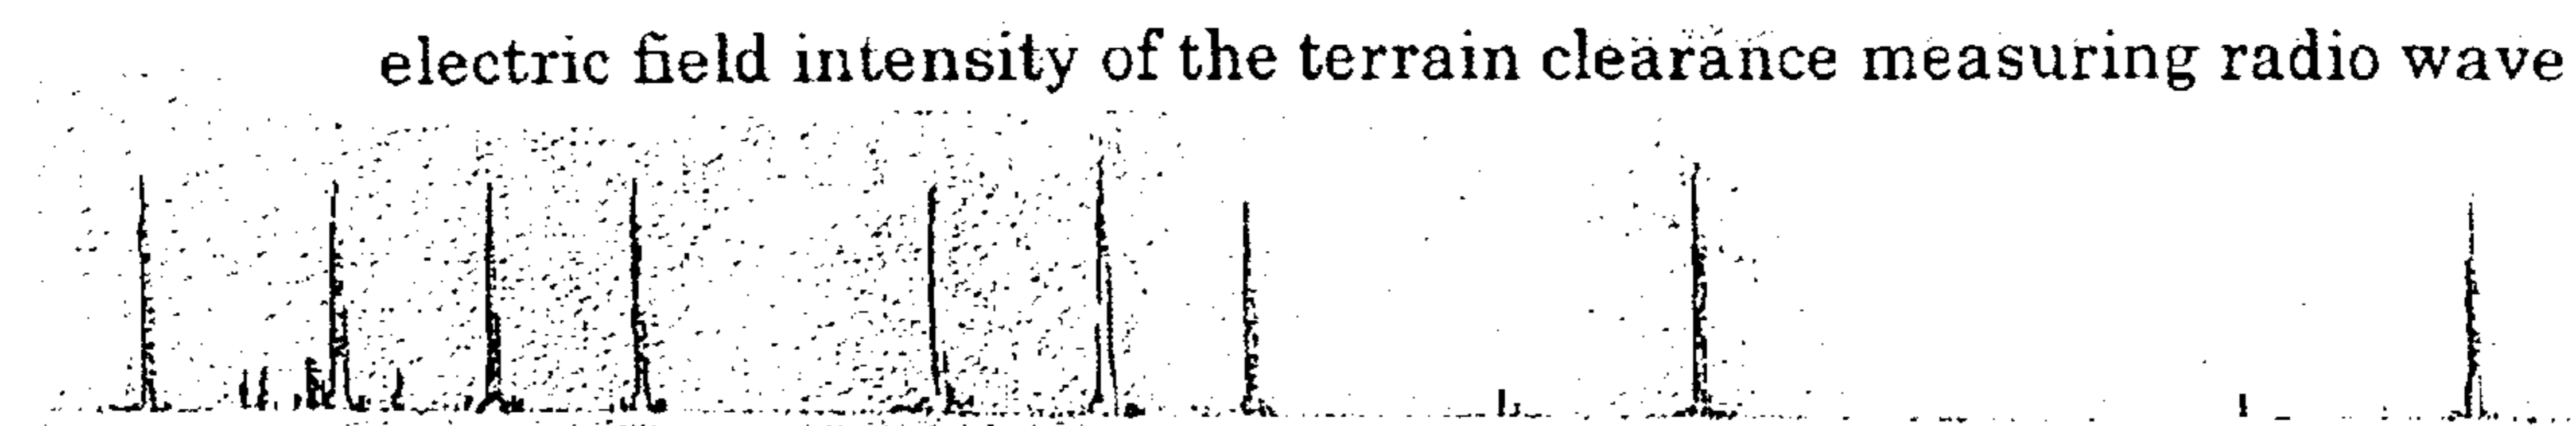 electric field intensity of the terrain clearance measuring radio wave